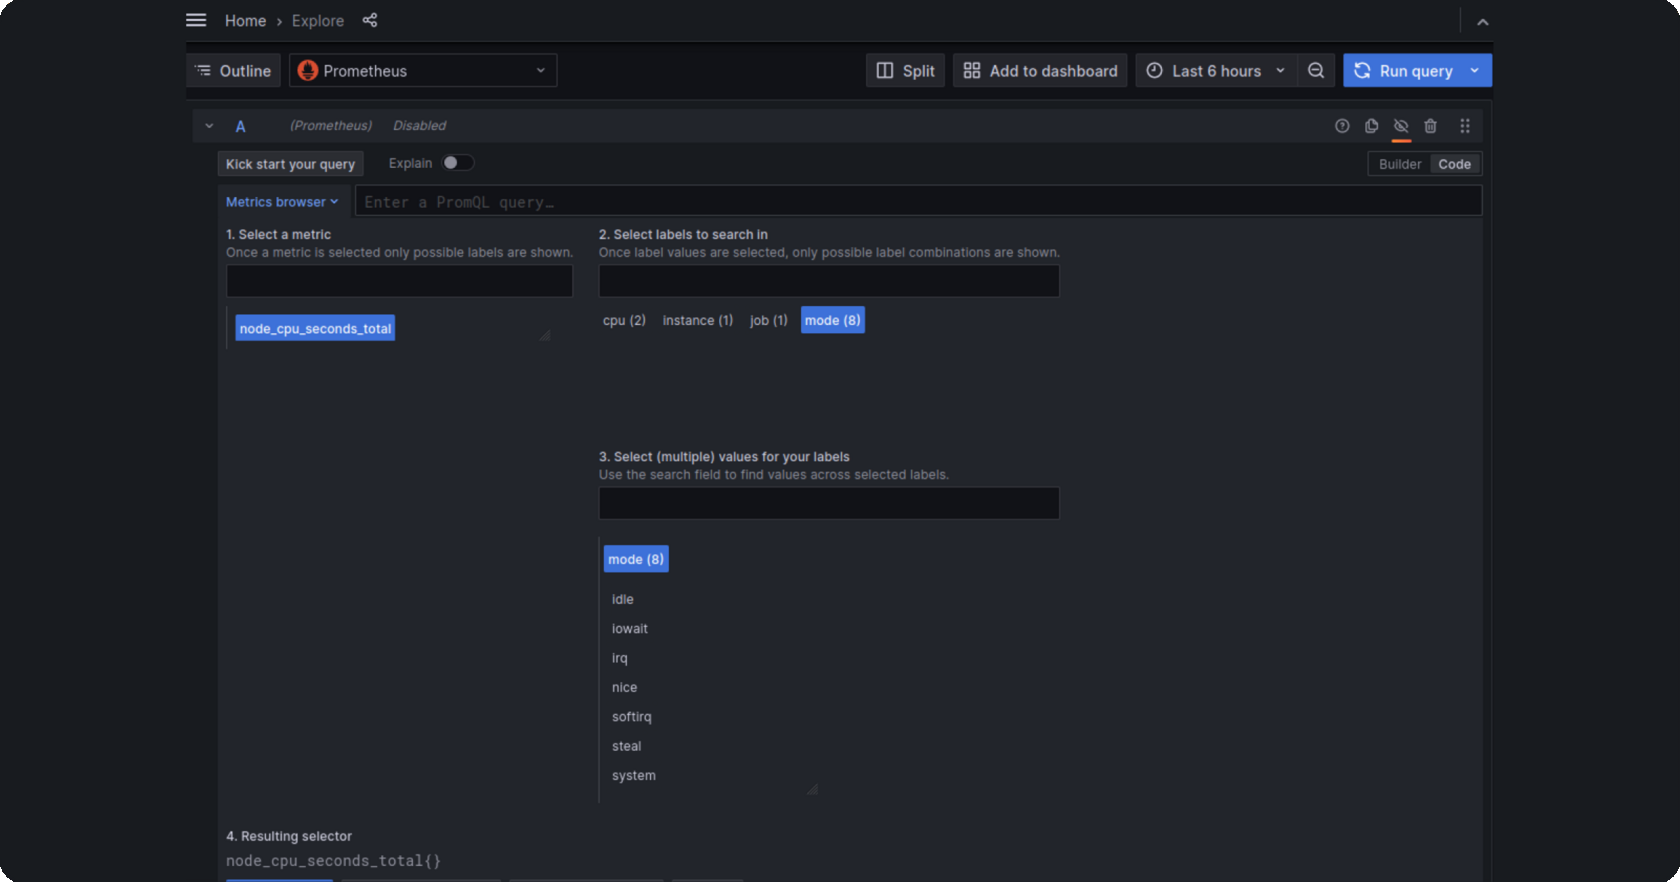 Home › Explore
Outline Prometheus Split Add to dashboard Last 6 hours Run query
A (Prometheus) Disabled
Kick start your query Explain Builder Code
Metrics browser Enter a PromQL query…
1. Select a metric
Once a metric is selected only possible labels are shown.
node_cpu_seconds_total
2. Select labels to search in
Once label values are selected, only possible label combinations are shown.
cpu (2) instance (1) job (1) mode (8)
3. Select (multiple) values for your labels
Use the search field to find values across selected labels.
mode (8)
idle
iowait
irq
nice
softirq
steal
system
4. Resulting selector
node_cpu_seconds_total{}